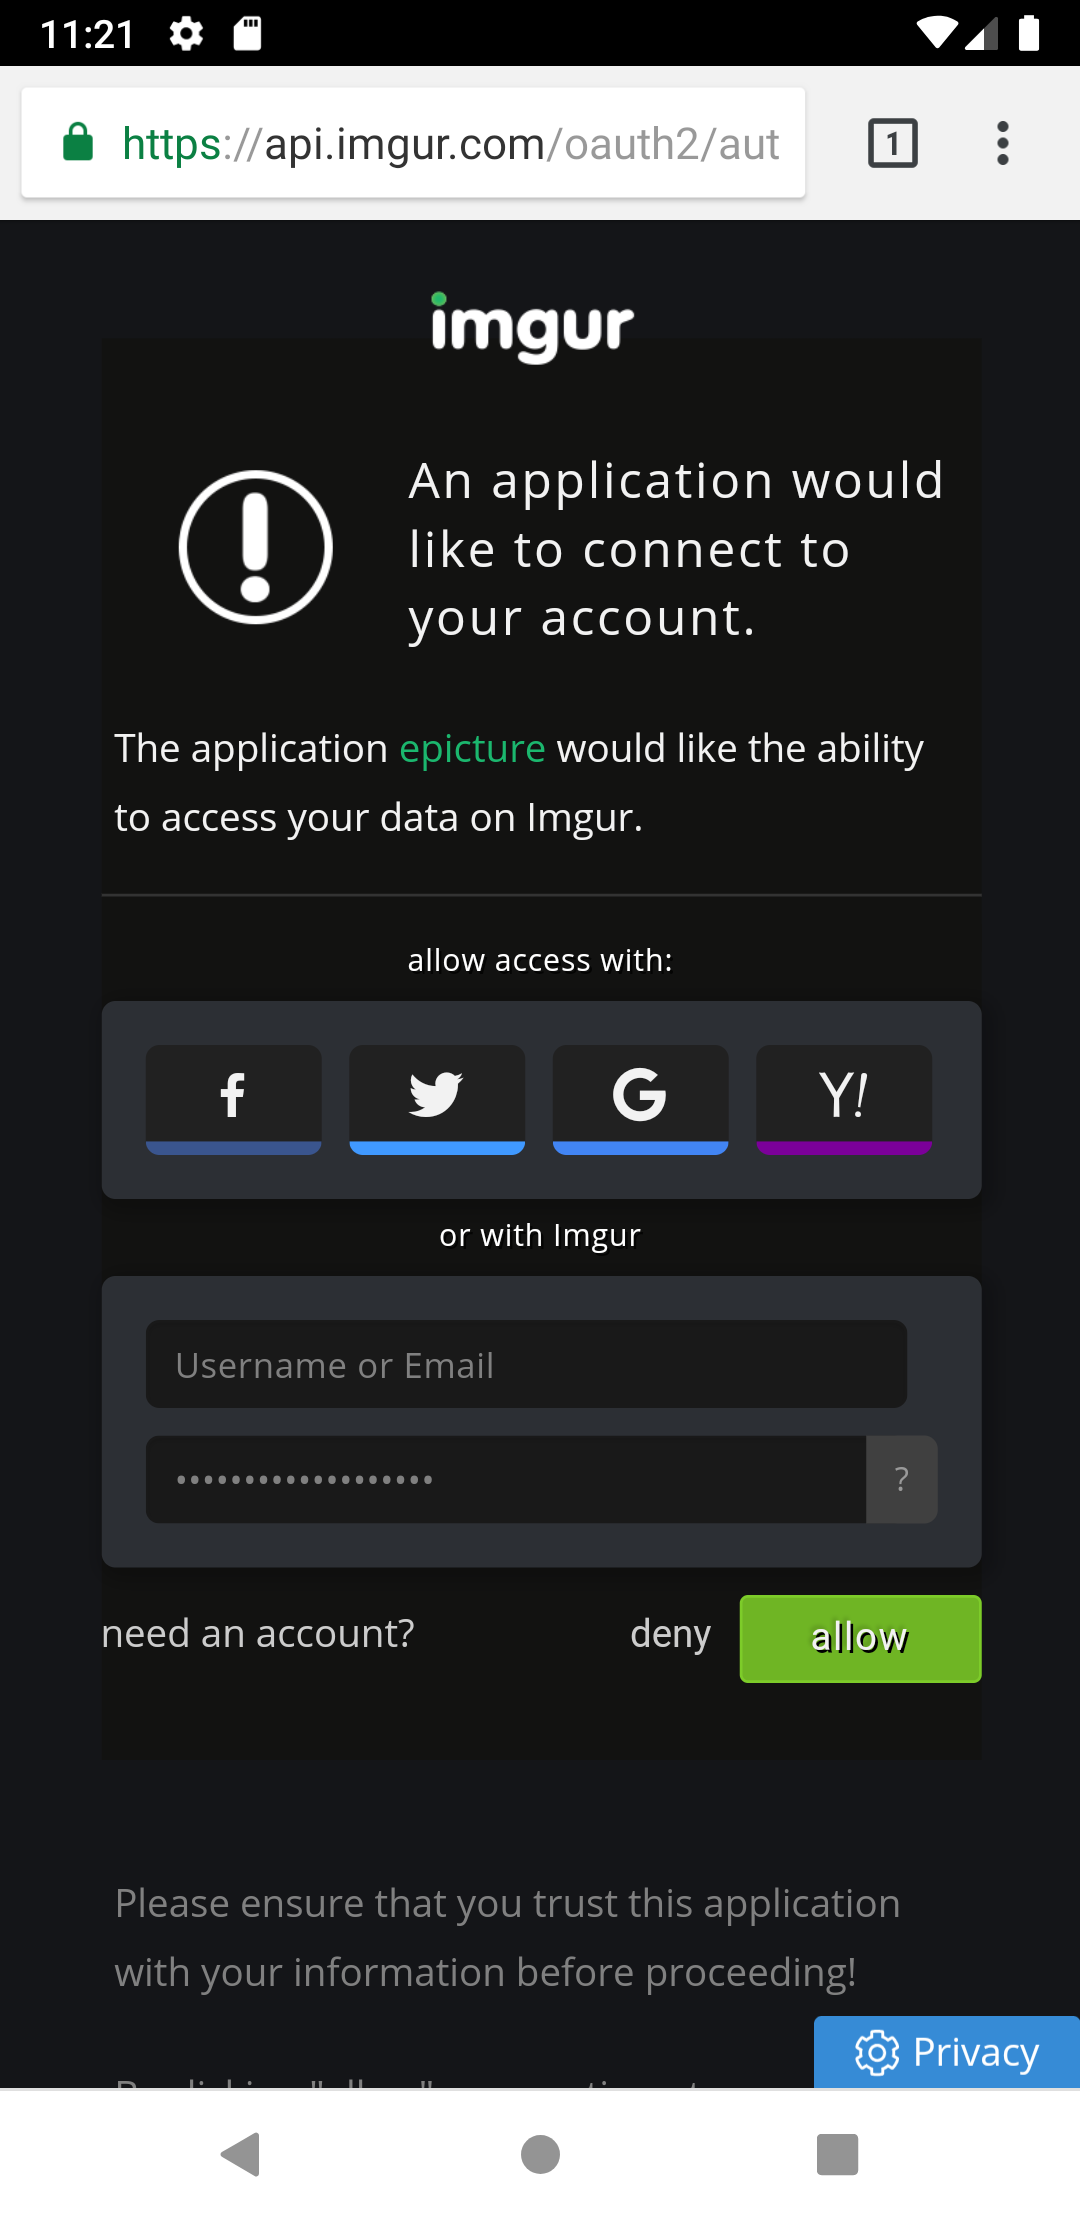 11:21
https://api.imgur.com/oauth2/aut
1
imgur
An application would
like to connect to
your account.
The application epicture would like the ability
to access your data on Imgur.
allow access with:
f G Y!
or with Imgur
Username or Email
••••••••••••••••••• ?
need an account? deny allow
Please ensure that you trust this application
with your information before proceeding!
Privacy